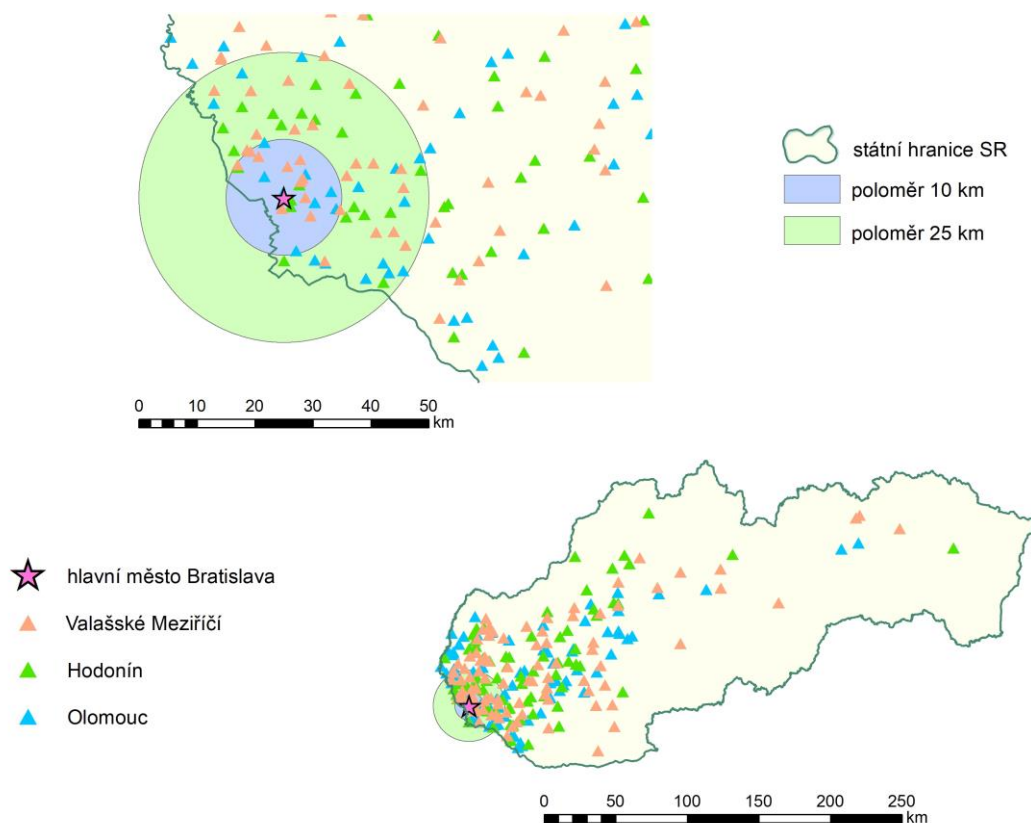 státní hranice SR
poloměr 10 km
poloměr 25 km
0 10 20 30 40 50
km
hlavní město Bratislava
Valašské Meziříčí
Hodonín
Olomouc
0 50 100 150 200 250
km